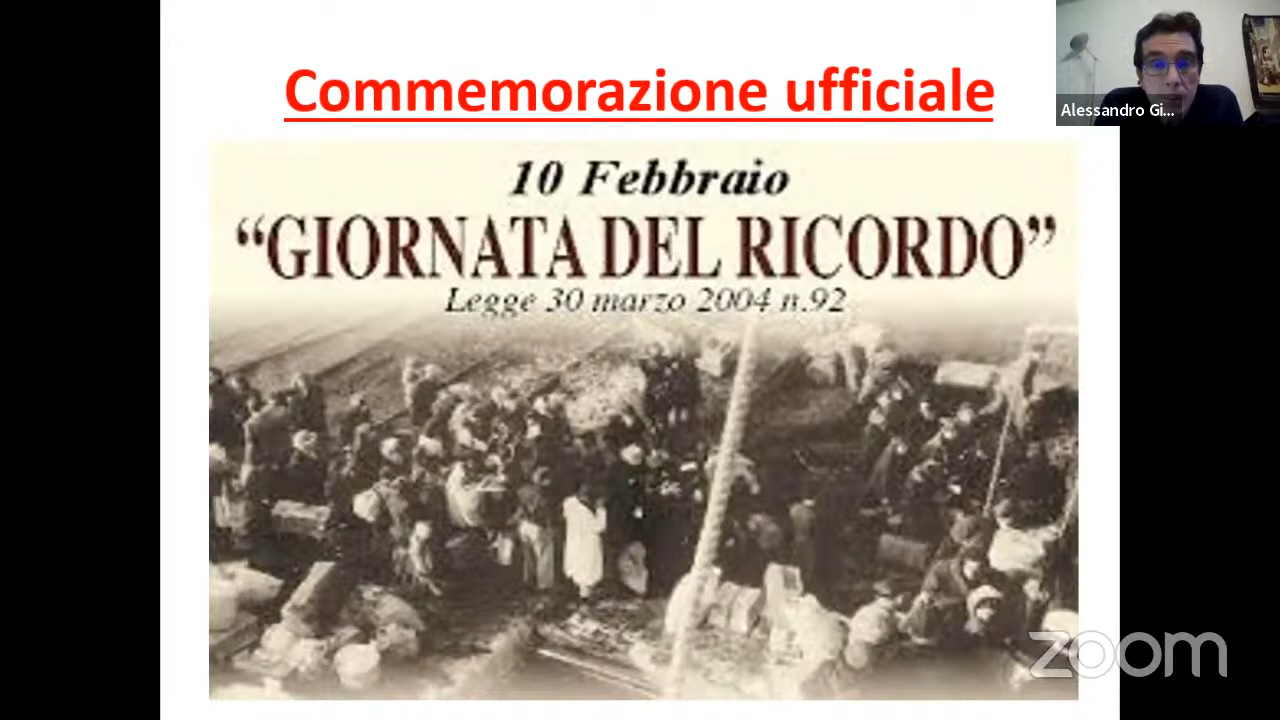 Commemorazione ufficiale
Alessandro Gi...
10 Febbraio
“GIORNATA DEL RICORDO”
Legge 30 marzo 2004 n.92
zoom